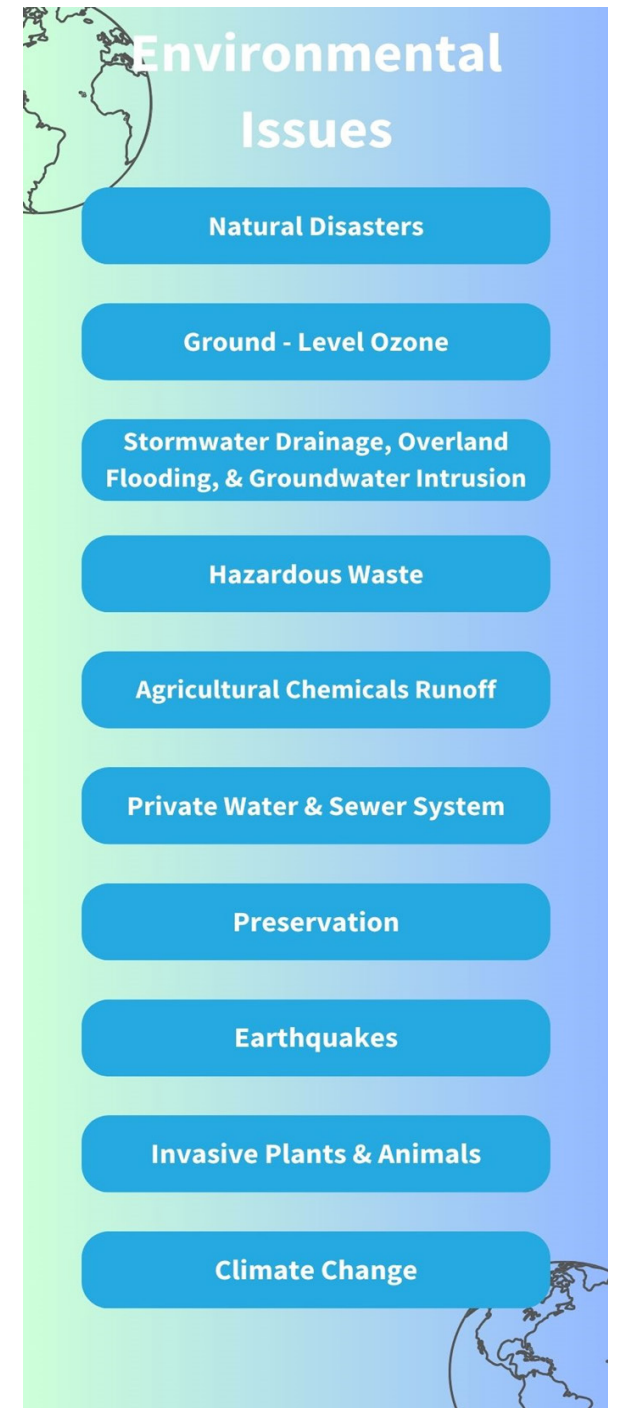 Environmental
Issues
Natural Disasters
Ground - Level Ozone
Stormwater Drainage, Overland
Flooding, & Groundwater Intrusion
Hazardous Waste
Agricultural Chemicals Runoff
Private Water & Sewer System
Preservation
Earthquakes
Invasive Plants & Animals
Climate Change